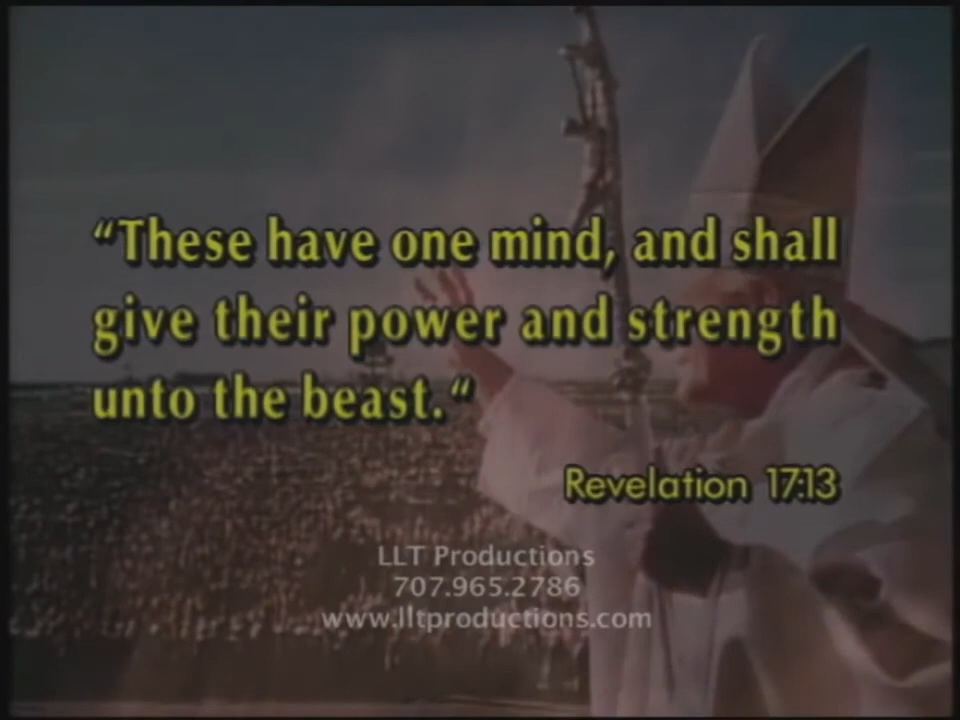 “These have one mind, and shall
give their power and strength
unto the beast.“
Revelation 17:13
LLT Productions
707.965.2786
www.lltproductions.com